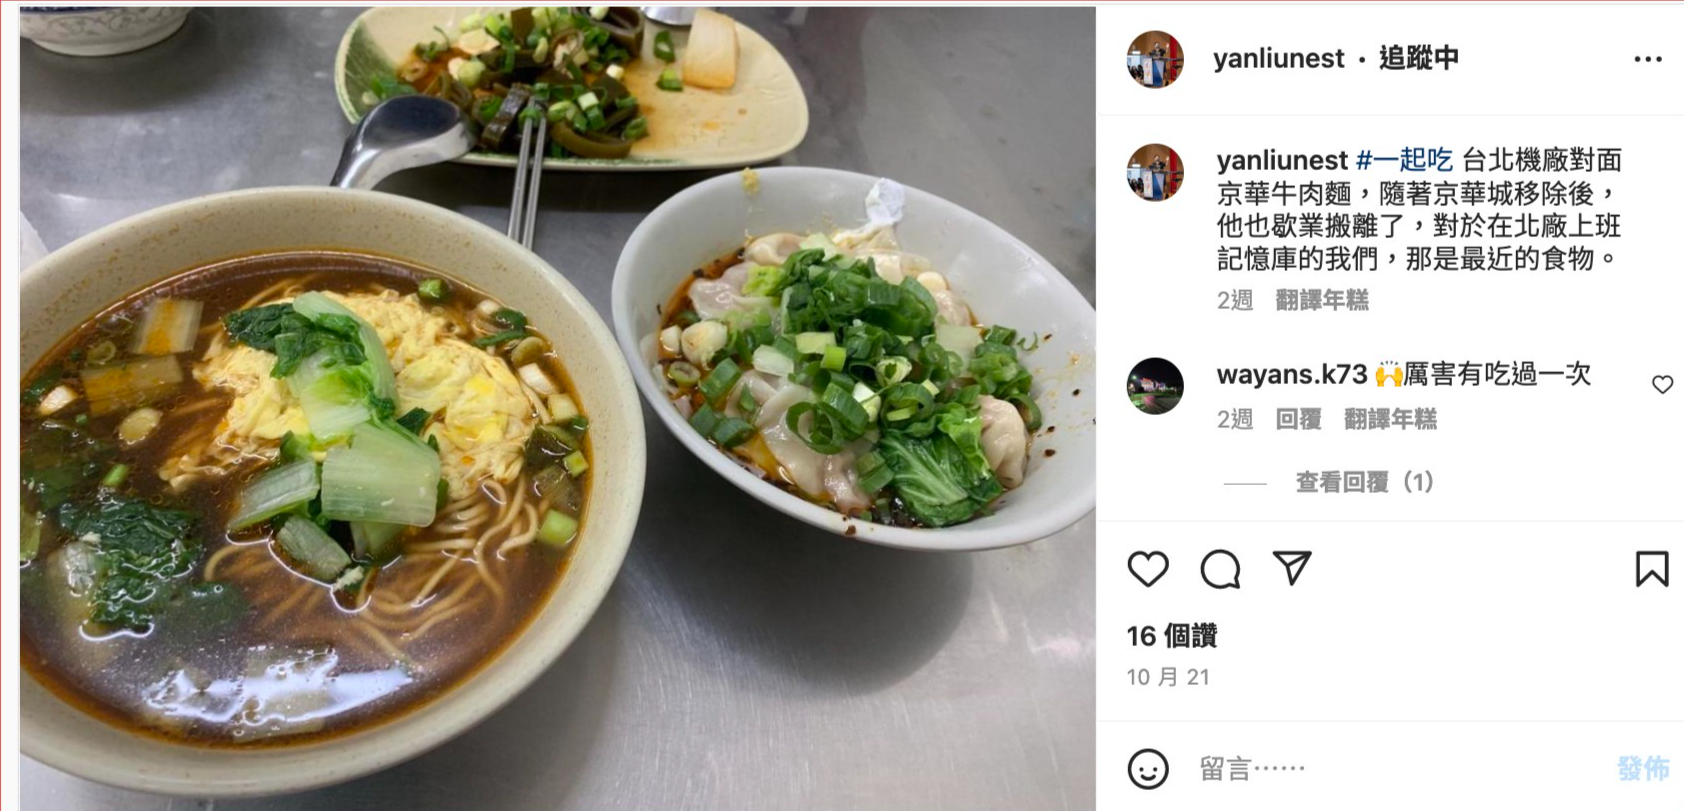 yanliunest • 追蹤中
yanliunest #一起吃 台北機廠對面
京華牛肉麵，隨著京華城移除後，
他也歇業搬離了，對於在北廠上班
記憶庫的我們，那是最近的食物。
2週 翻譯年糕
wayans.k73 🙌厲害有吃過一次
2週 回覆 翻譯年糕
查看回覆（1）
16 個讚
10 月 21
留言⋯⋯
發佈